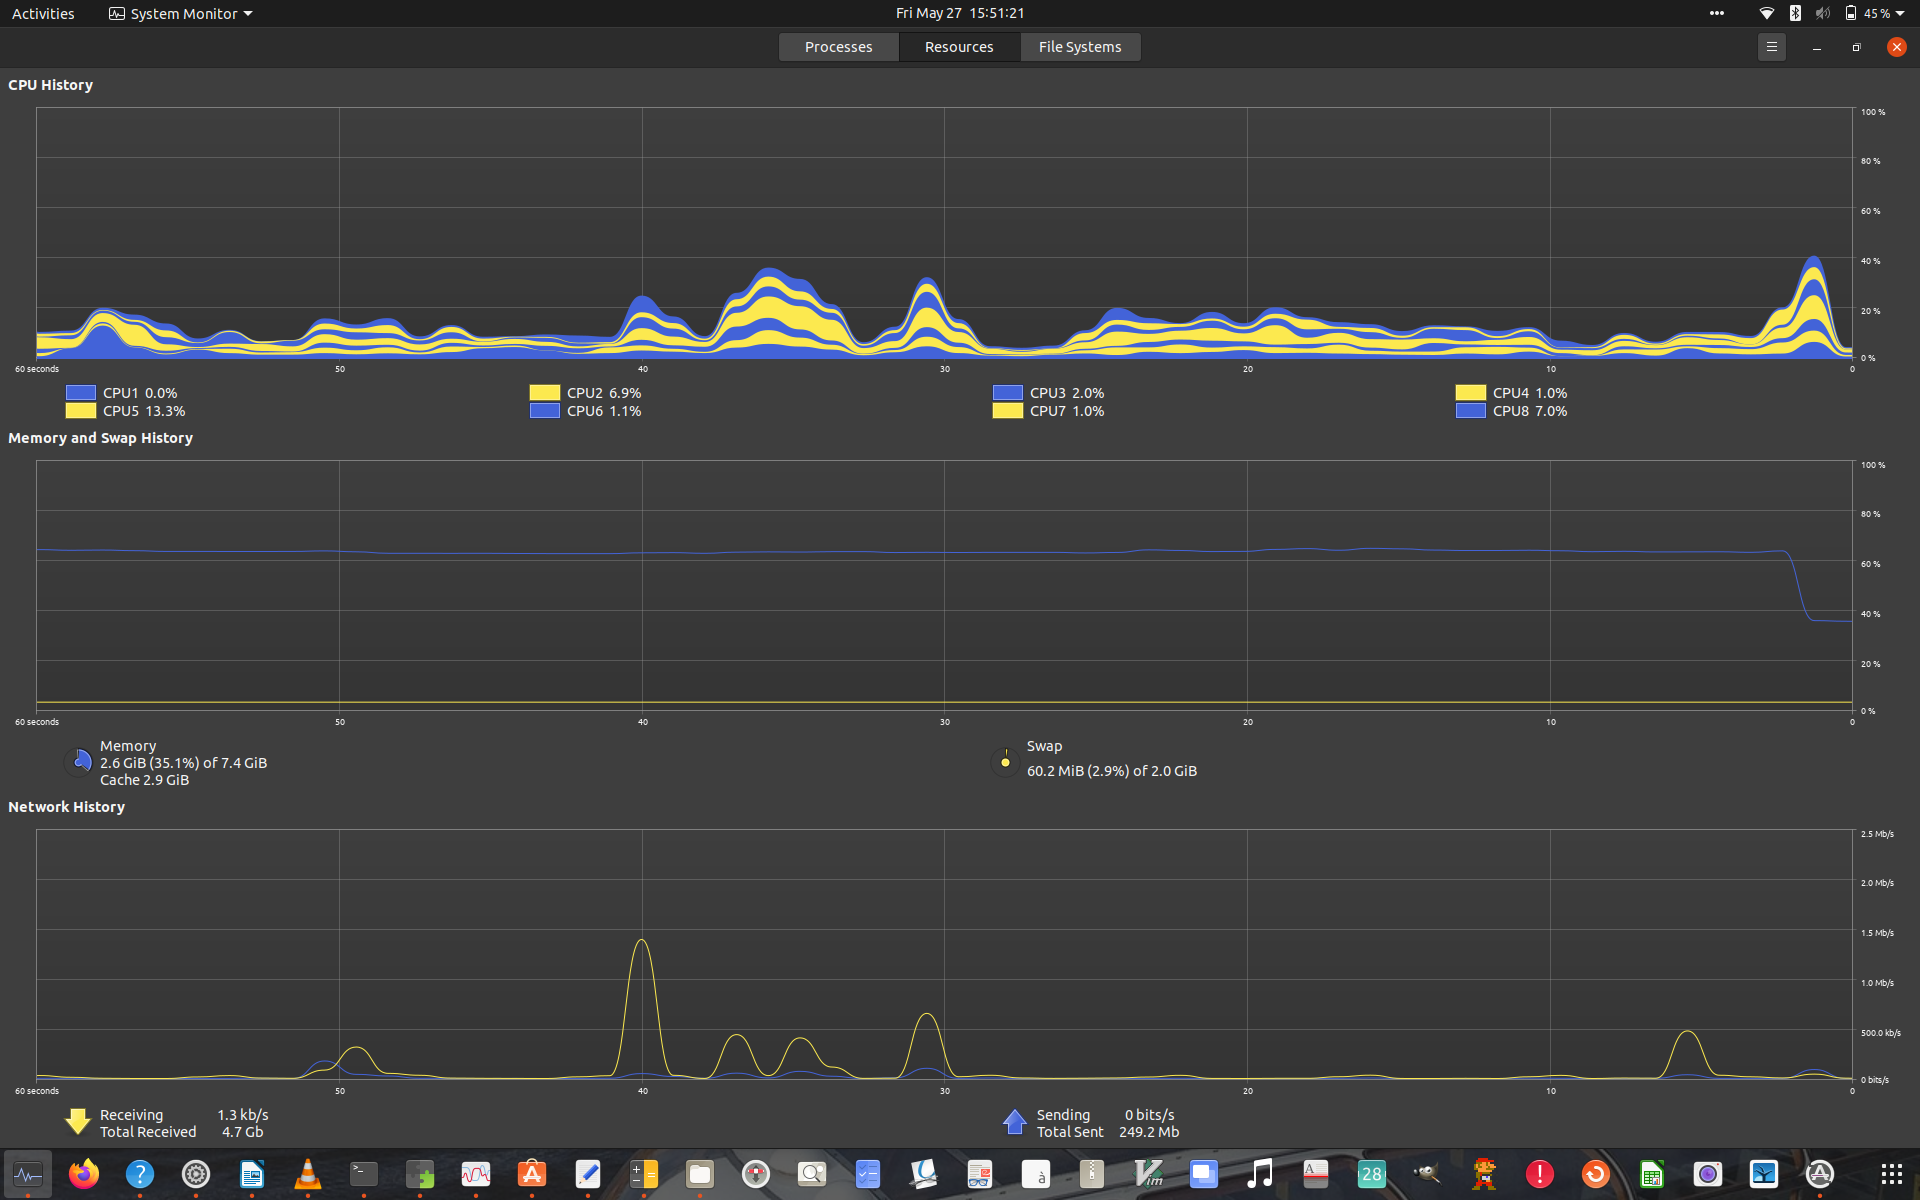 Activities System Monitor Fri May 27 15:51:21 45 %
Processes Resources File Systems
CPU History
100 %
80 %
60 %
40 %
20 %
0 %
60 seconds 50 40 30 20 10 0
CPU1 0.0% CPU2 6.9% CPU3 2.0% CPU4 1.0%
CPU5 13.3% CPU6 1.1% CPU7 1.0% CPU8 7.0%
Memory and Swap History
100 %
80 %
60 %
40 %
20 %
0 %
60 seconds 50 40 30 20 10 0
Memory
2.6 GiB (35.1%) of 7.4 GiB
Cache 2.9 GiB
Swap
60.2 MiB (2.9%) of 2.0 GiB
Network History
2.5 Mb/s
2.0 Mb/s
1.5 Mb/s
1.0 Mb/s
500.0 kb/s
0 bits/s
60 seconds 50 40 30 20 10 0
Receiving 1.3 kb/s
Total Received 4.7 Gb
Sending 0 bits/s
Total Sent 249.2 Mb
? >_ A à Vim A 28 !